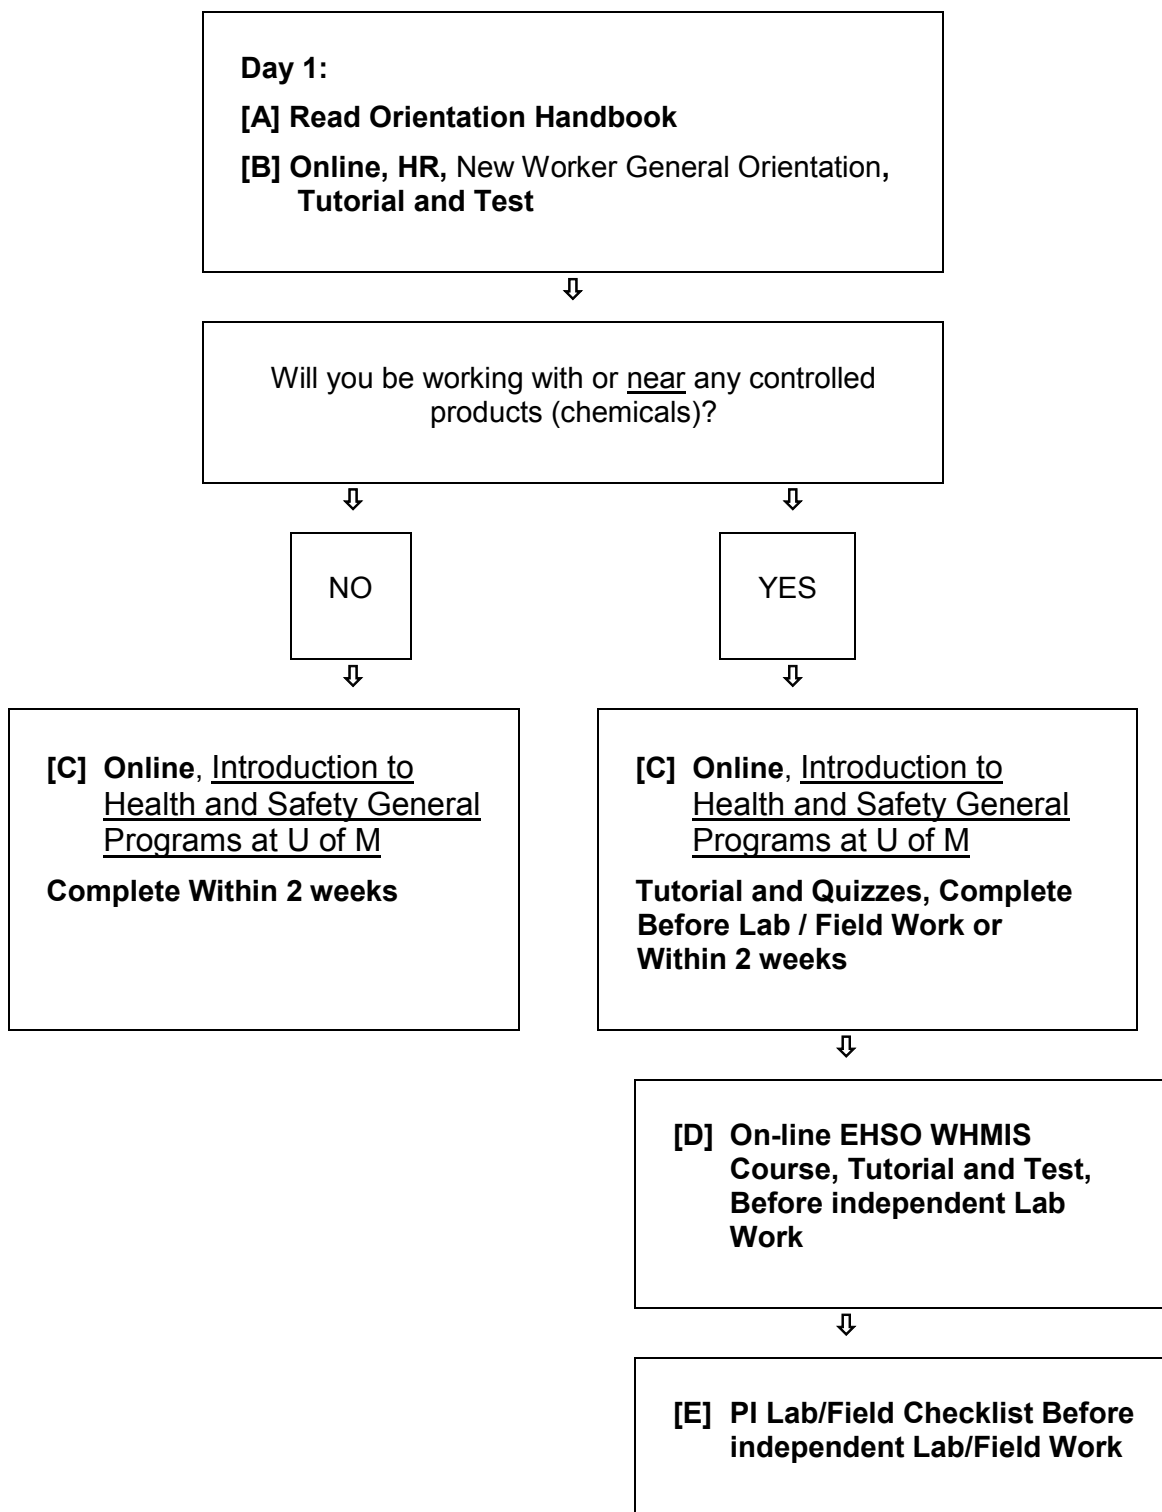 Day 1:
[A] Read Orientation Handbook
[B] Online, HR, New Worker General Orientation,
Tutorial and Test
Will you be working with or near any controlled
products (chemicals)?
NO
YES
[C] Online, Introduction to
Health and Safety General
Programs at U of M
Complete Within 2 weeks
[C] Online, Introduction to
Health and Safety General
Programs at U of M
Tutorial and Quizzes, Complete
Before Lab / Field Work or
Within 2 weeks
[D] On-line EHSO WHMIS
Course, Tutorial and Test,
Before independent Lab
Work
[E] PI Lab/Field Checklist Before
independent Lab/Field Work